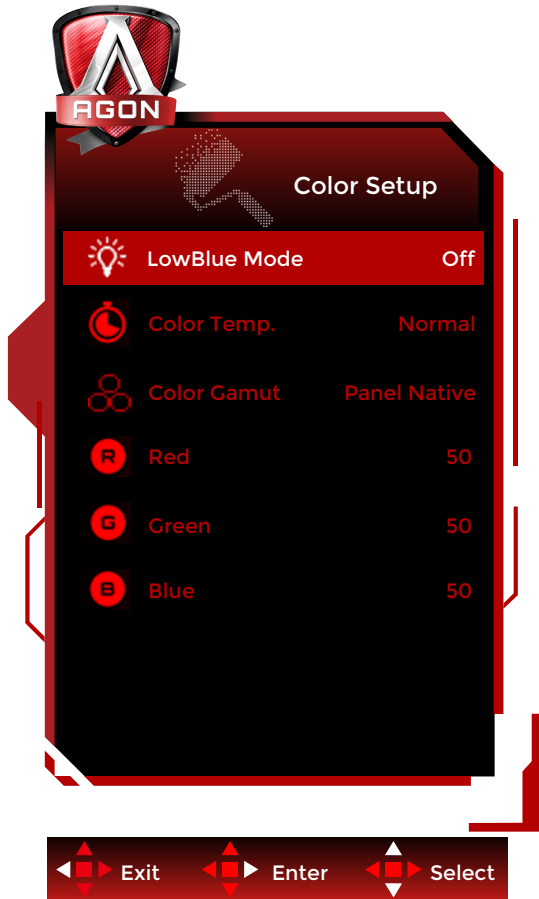 AGON
Color Setup
LowBlue Mode Off
Color Temp. Normal
Color Gamut Panel Native
R Red 50
G Green 50
B Blue 50
Exit Enter Select